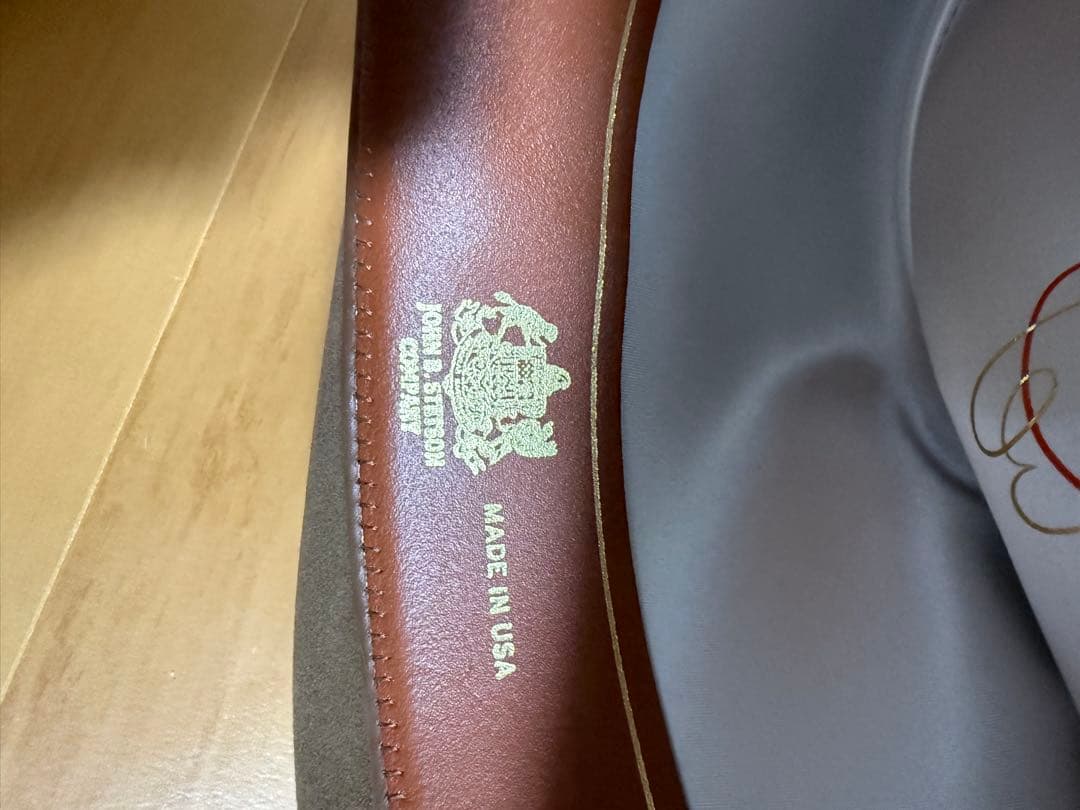 JOHN B. STETSON
COMPANY
MADE IN USA